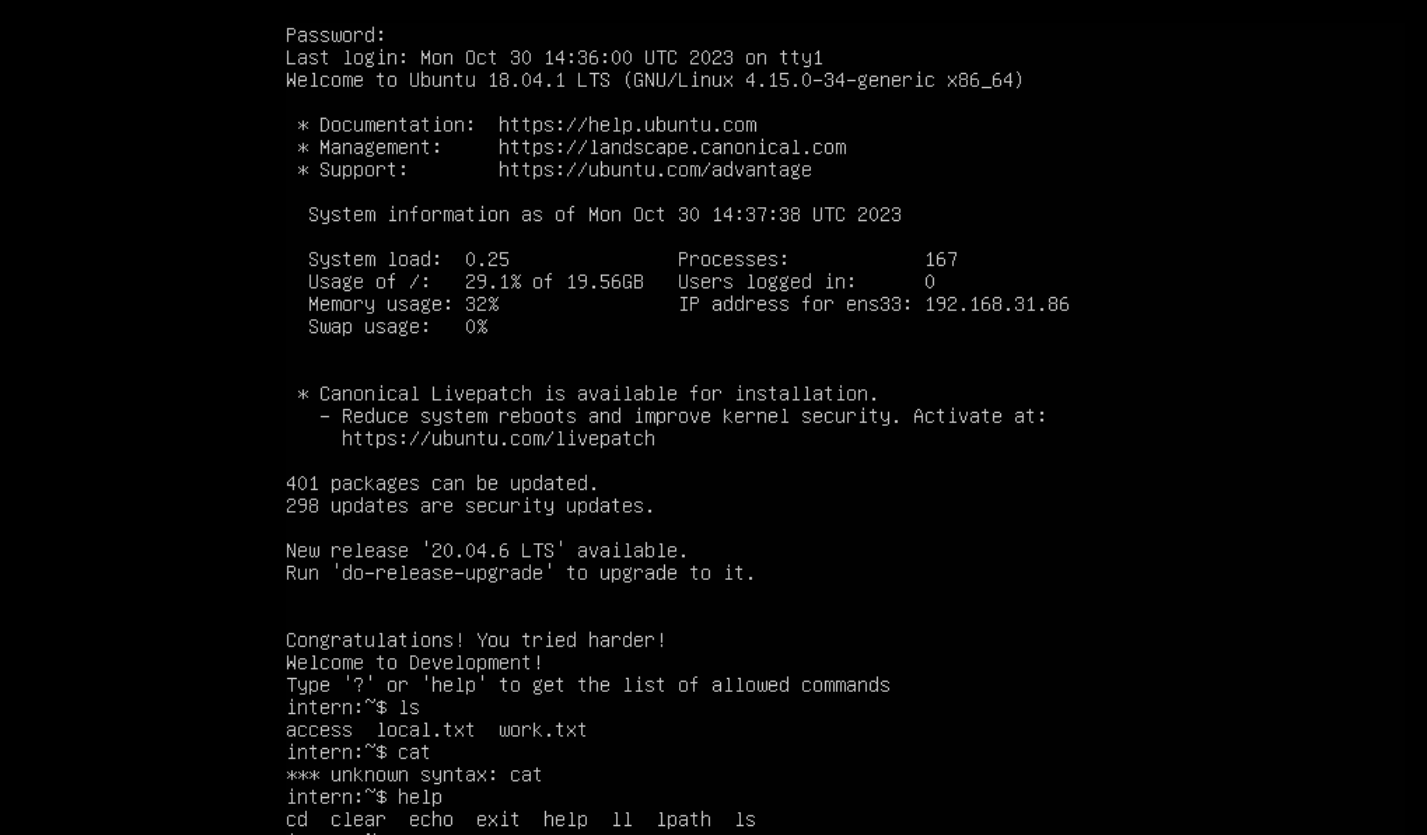 Password:
Last login: Mon Oct 30 14:36:00 UTC 2023 on tty1
Welcome to Ubuntu 18.04.1 LTS (GNU/Linux 4.15.0-34-generic x86_64)
* Documentation:  https://help.ubuntu.com
* Management:     https://landscape.canonical.com
* Support:        https://ubuntu.com/advantage
System information as of Mon Oct 30 14:37:38 UTC 2023
System load:  0.25               Processes:            167
Usage of /:   29.1% of 19.56GB   Users logged in:      0
Memory usage: 32%                IP address for ens33: 192.168.31.86
Swap usage:   0%
* Canonical Livepatch is available for installation.
- Reduce system reboots and improve kernel security. Activate at:
https://ubuntu.com/livepatch
401 packages can be updated.
298 updates are security updates.
New release '20.04.6 LTS' available.
Run 'do-release-upgrade' to upgrade to it.
Congratulations! You tried harder!
Welcome to Development!
Type '?' or 'help' to get the list of allowed commands
intern:~$ ls
access  local.txt  work.txt
intern:~$ cat
*** unknown syntax: cat
intern:~$ help
cd  clear  echo  exit  help  ll  lpath  ls